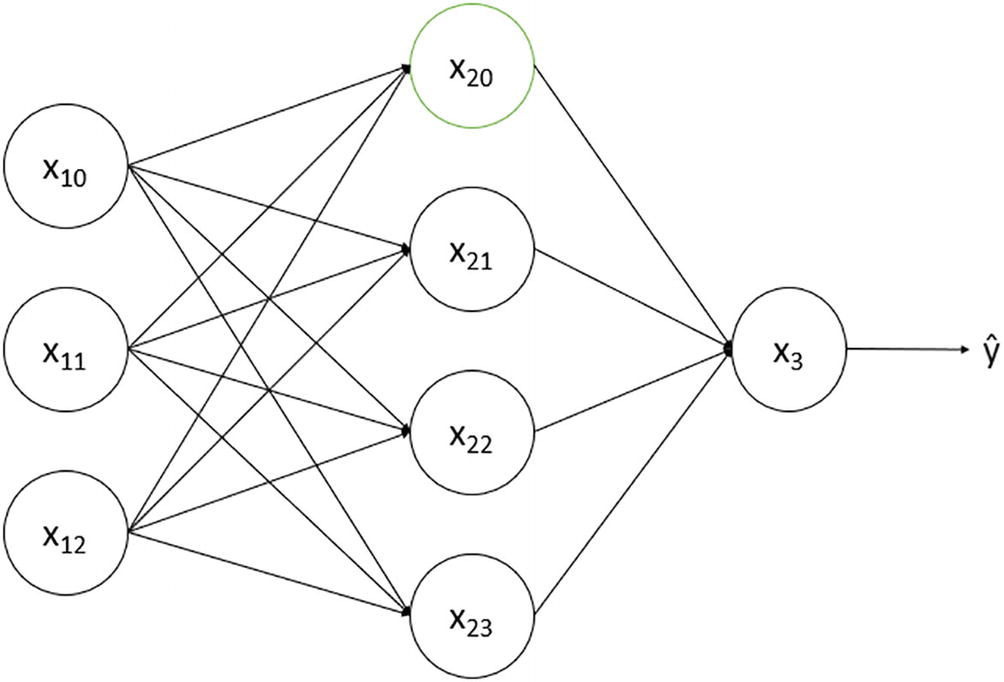 x₁₀
x₁₁
x₁₂
x₂₀
x₂₁
x₂₂
x₂₃
x₃
ŷ